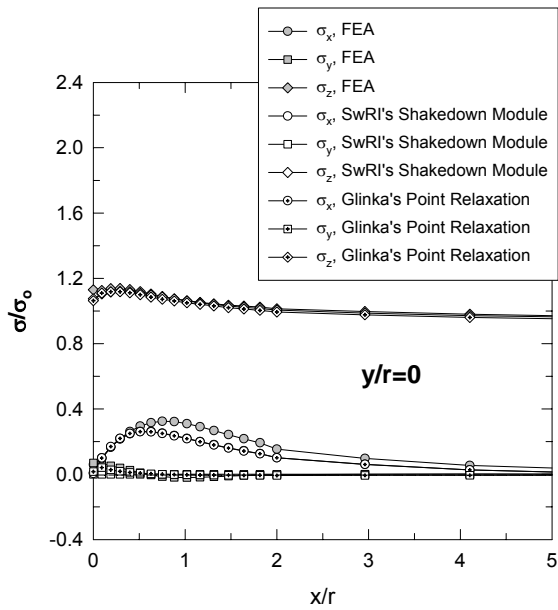 σx, FEA
σy, FEA
σz, FEA
σx, SwRI's Shakedown Module
σy, SwRI's Shakedown Module
σz, SwRI's Shakedown Module
σx, Glinka's Point Relaxation
σy, Glinka's Point Relaxation
σz, Glinka's Point Relaxation
2.4
2.0
1.6
1.2
0.8
0.4
0.0
-0.4
σ/σo
y/r=0
0 1 2 3 4 5
x/r